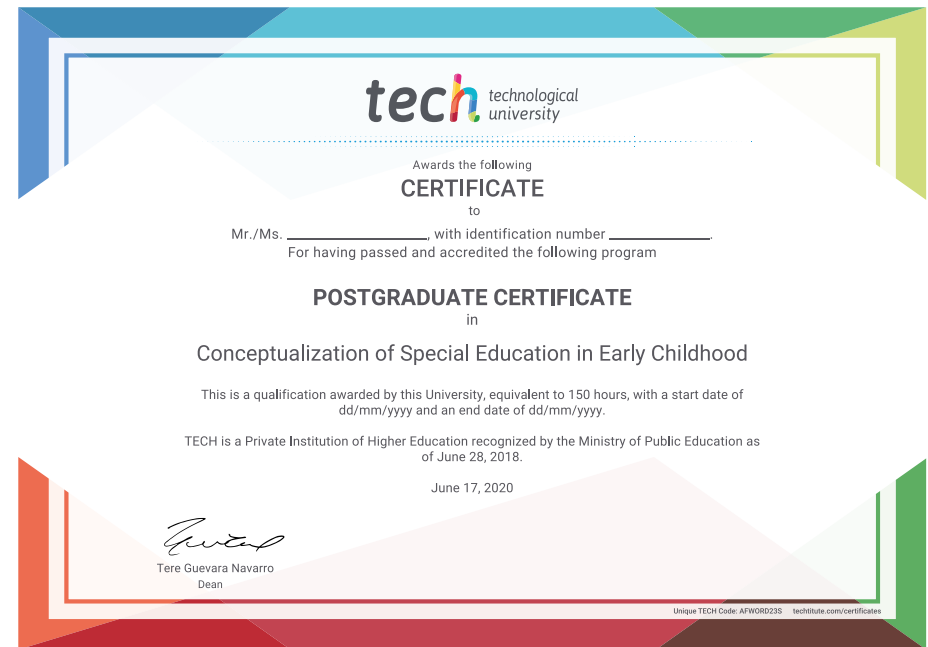 tech technological
university
Awards the following
CERTIFICATE
to
Mr./Ms. ____________________, with identification number ______________.
For having passed and accredited the following program
POSTGRADUATE CERTIFICATE
in
Conceptualization of Special Education in Early Childhood
This is a qualification awarded by this University, equivalent to 150 hours, with a start date of
dd/mm/yyyy and an end date of dd/mm/yyyy.
TECH is a Private Institution of Higher Education recognized by the Ministry of Public Education as
of June 28, 2018.
June 17, 2020
Tere Guevara Navarro
Dean
Unique TECH Code: AFWORD23S techtitute.com/certificates